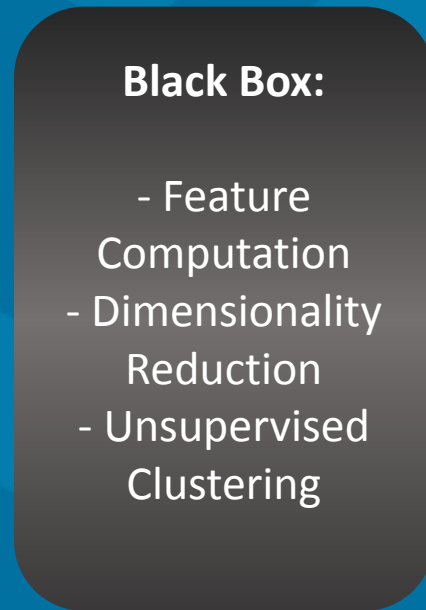 Black Box:
- Feature
Computation
- Dimensionality
Reduction
- Unsupervised
Clustering